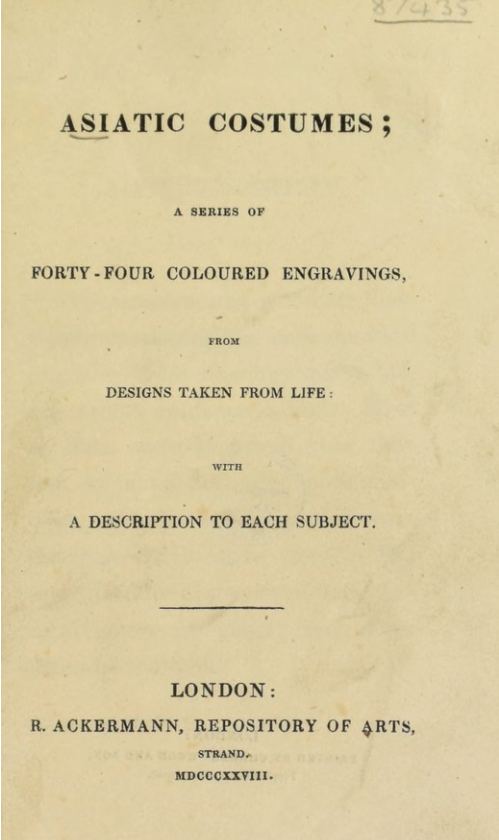 87435
ASIATIC COSTUMES;
A SERIES OF
FORTY-FOUR COLOURED ENGRAVINGS,
FROM
DESIGNS TAKEN FROM LIFE:
WITH
A DESCRIPTION TO EACH SUBJECT.
LONDON:
R. ACKERMANN, REPOSITORY OF ARTS,
STRAND.
MDCCCXXVIII.